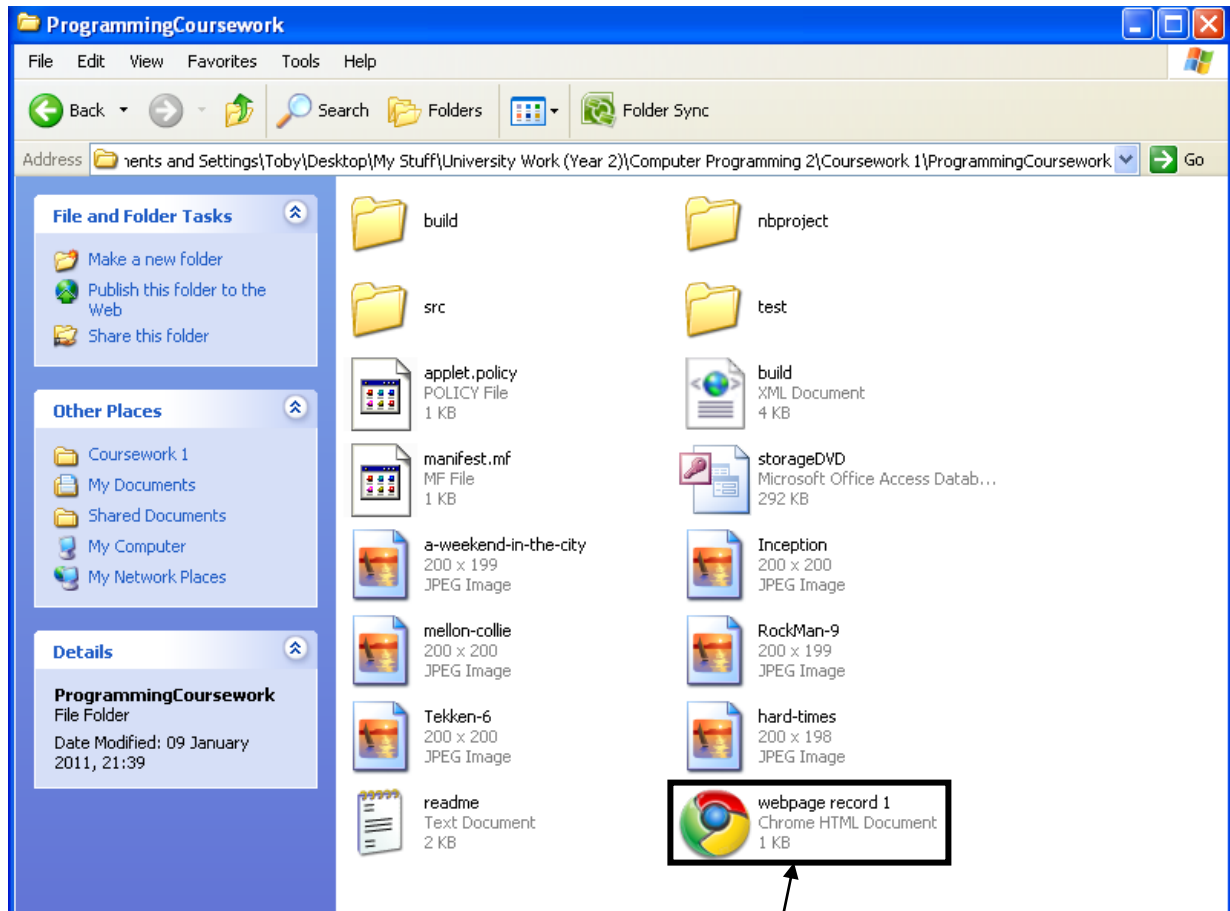 ProgrammingCoursework
File Edit View Favorites Tools Help
Back Search Folders Folder Sync
Address ments and Settings\Toby\Desktop\My Stuff\University Work (Year 2)\Computer Programming 2\Coursework 1\ProgrammingCoursework Go
File and Folder Tasks
Make a new folder
Publish this folder to the
Web
Share this folder
Other Places
Coursework 1
My Documents
Shared Documents
My Computer
My Network Places
Details
ProgrammingCoursework
File Folder
Date Modified: 09 January
2011, 21:39
build
nbproject
src
test
applet.policy
POLICY File
1 KB
build
XML Document
4 KB
manifest.mf
MF File
1 KB
storageDVD
Microsoft Office Access Datab...
292 KB
a-weekend-in-the-city
200 x 199
JPEG Image
Inception
200 x 200
JPEG Image
mellon-collie
200 x 200
JPEG Image
RockMan-9
200 x 199
JPEG Image
Tekken-6
200 x 200
JPEG Image
hard-times
200 x 198
JPEG Image
readme
Text Document
2 KB
webpage record 1
Chrome HTML Document
1 KB